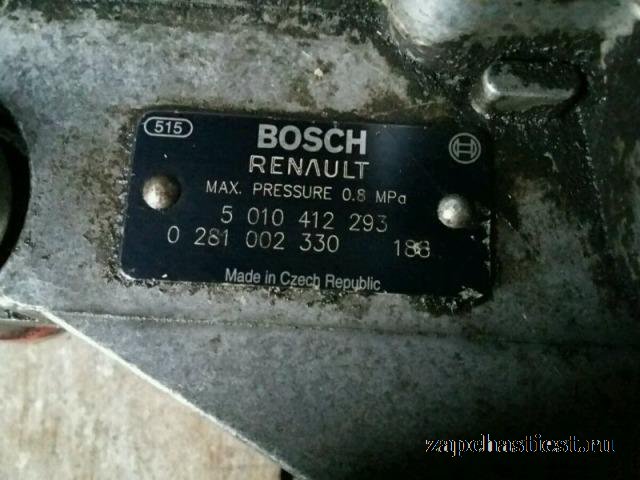 515
BOSCH
RENAULT
MAX. PRESSURE 0.8 MPa
5 010 412 293
0 281 002 330
Made in Czech Republic
zapchastiest.ru